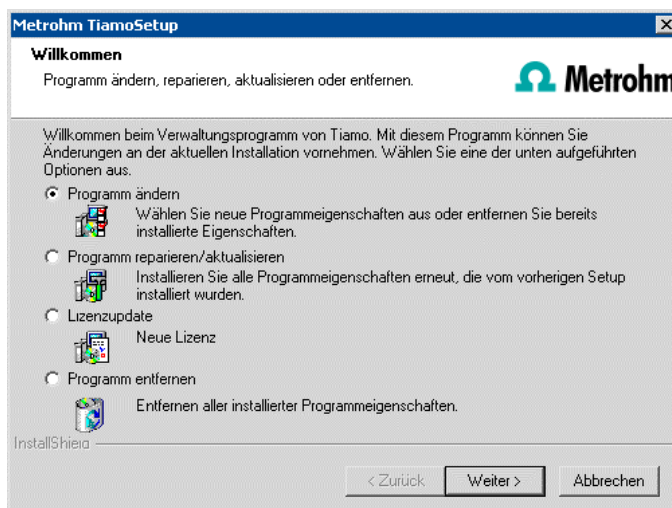 Metrohm TiamoSetup
Willkommen
Programm ändern, reparieren, aktualisieren oder entfernen.
Metrohm
Willkommen beim Verwaltungsprogramm von Tiamo. Mit diesem Programm können Sie
Änderungen an der aktuellen Installation vornehmen. Wählen Sie eine der unten aufgeführten
Optionen aus.
Programm ändern
Wählen Sie neue Programmeigenschaften aus oder entfernen Sie bereits
installierte Eigenschaften.
Programm reparieren/aktualisieren
Installieren Sie alle Programmeigenschaften erneut, die vom vorherigen Setup
installiert wurden.
Lizenzupdate
Neue Lizenz
Programm entfernen
Entfernen aller installierter Programmeigenschaften.
InstallShield
< Zurück
Weiter >
Abbrechen